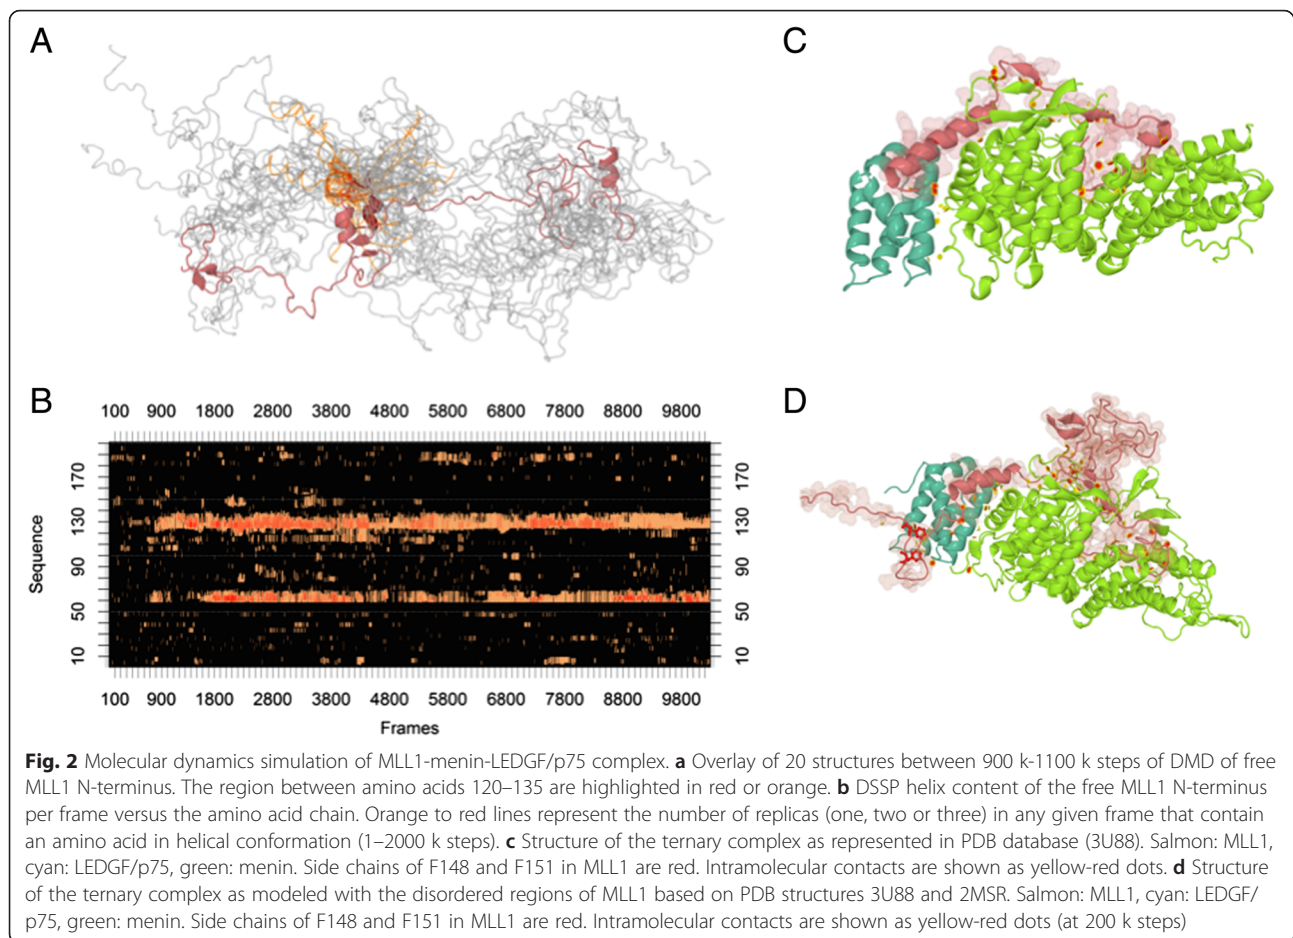 A
C
B
100 900 1800 2800 3800 4800 5800 6800 7800 8800 9800
Sequence
170
130
90
50
10
170
130
90
50
10
100 900 1800 2800 3800 4800 5800 6800 7800 8800 9800
Frames
D
Fig. 2 Molecular dynamics simulation of MLL1-menin-LEDGF/p75 complex. a Overlay of 20 structures between 900 k-1100 k steps of DMD of free
MLL1 N-terminus. The region between amino acids 120–135 are highlighted in red or orange. b DSSP helix content of the free MLL1 N-terminus
per frame versus the amino acid chain. Orange to red lines represent the number of replicas (one, two or three) in any given frame that contain
an amino acid in helical conformation (1–2000 k steps). c Structure of the ternary complex as represented in PDB database (3U88). Salmon: MLL1,
cyan: LEDGF/p75, green: menin. Side chains of F148 and F151 in MLL1 are red. Intramolecular contacts are shown as yellow-red dots. d Structure
of the ternary complex as modeled with the disordered regions of MLL1 based on PDB structures 3U88 and 2MSR. Salmon: MLL1, cyan: LEDGF/
p75, green: menin. Side chains of F148 and F151 in MLL1 are red. Intramolecular contacts are shown as yellow-red dots (at 200 k steps)